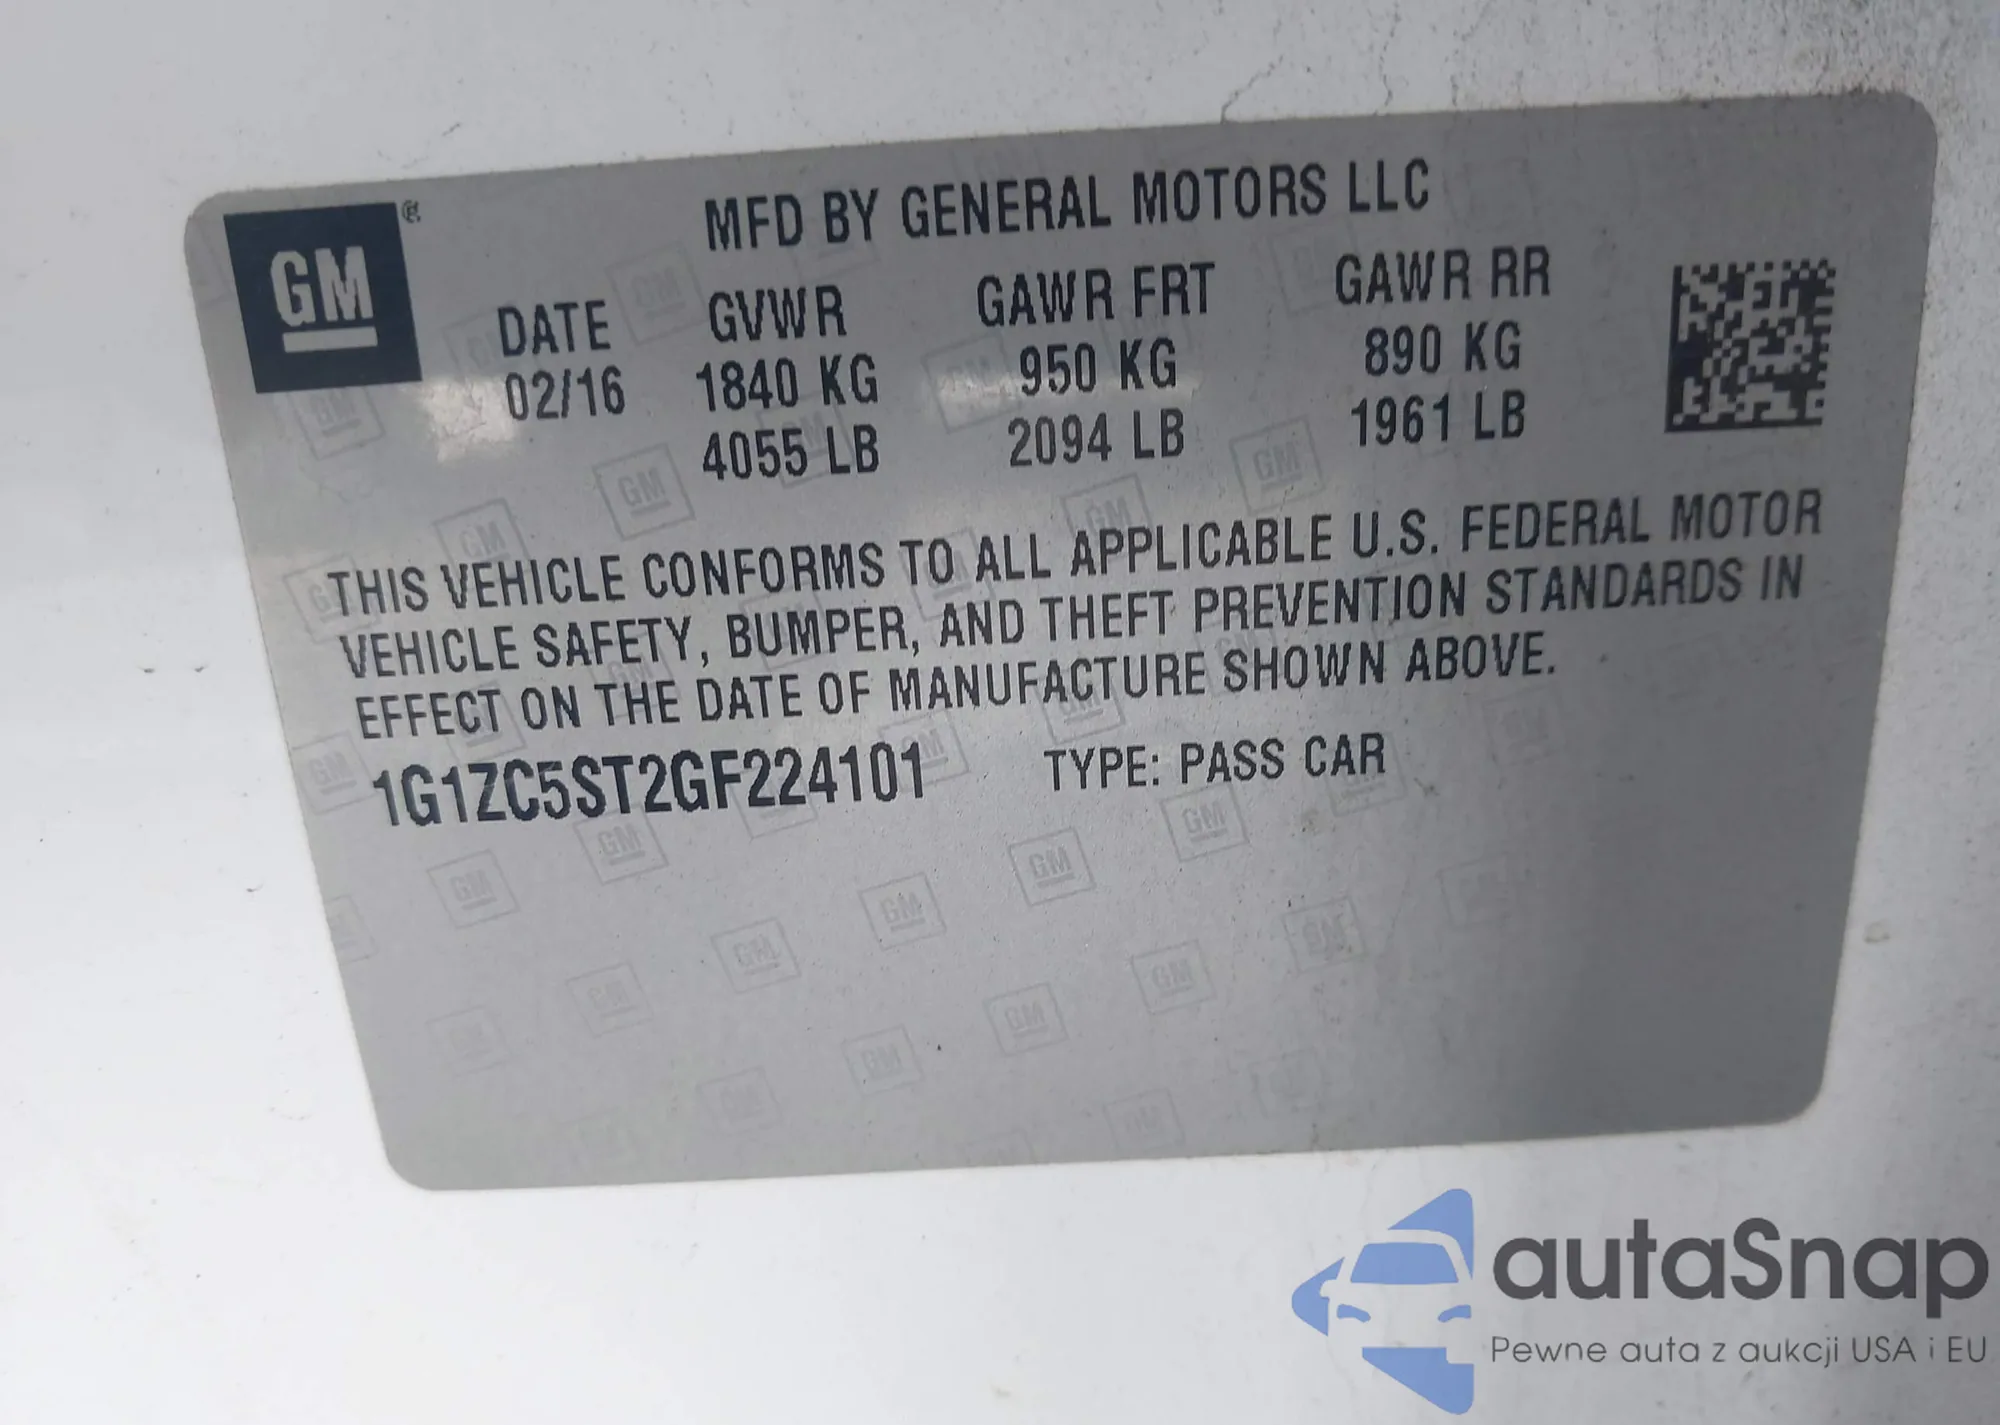 GM ®
MFD BY GENERAL MOTORS LLC
DATE GVWR GAWR FRT GAWR RR
02/16 1840 KG 950 KG 890 KG
4055 LB 2094 LB 1961 LB
THIS VEHICLE CONFORMS TO ALL APPLICABLE U.S. FEDERAL MOTOR
VEHICLE SAFETY, BUMPER, AND THEFT PREVENTION STANDARDS IN
EFFECT ON THE DATE OF MANUFACTURE SHOWN ABOVE.
1G1ZC5ST2GF224101 TYPE: PASS CAR
autaSnap
Pewne auta z aukcji USA i EU